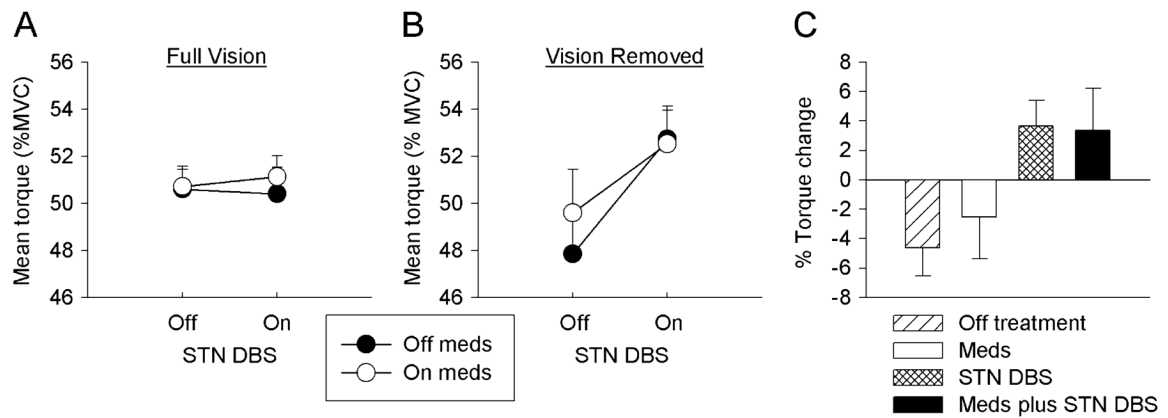 A
Full Vision
Mean torque (%MVC)
56
54
52
50
48
46
Off
On
STN DBS
B
Vision Removed
Mean torque (% MVC)
56
54
52
50
48
46
Off
On
STN DBS
Off meds
On meds
C
% Torque change
8
6
4
2
0
-2
-4
-6
-8
Off treatment
Meds
STN DBS
Meds plus STN DBS